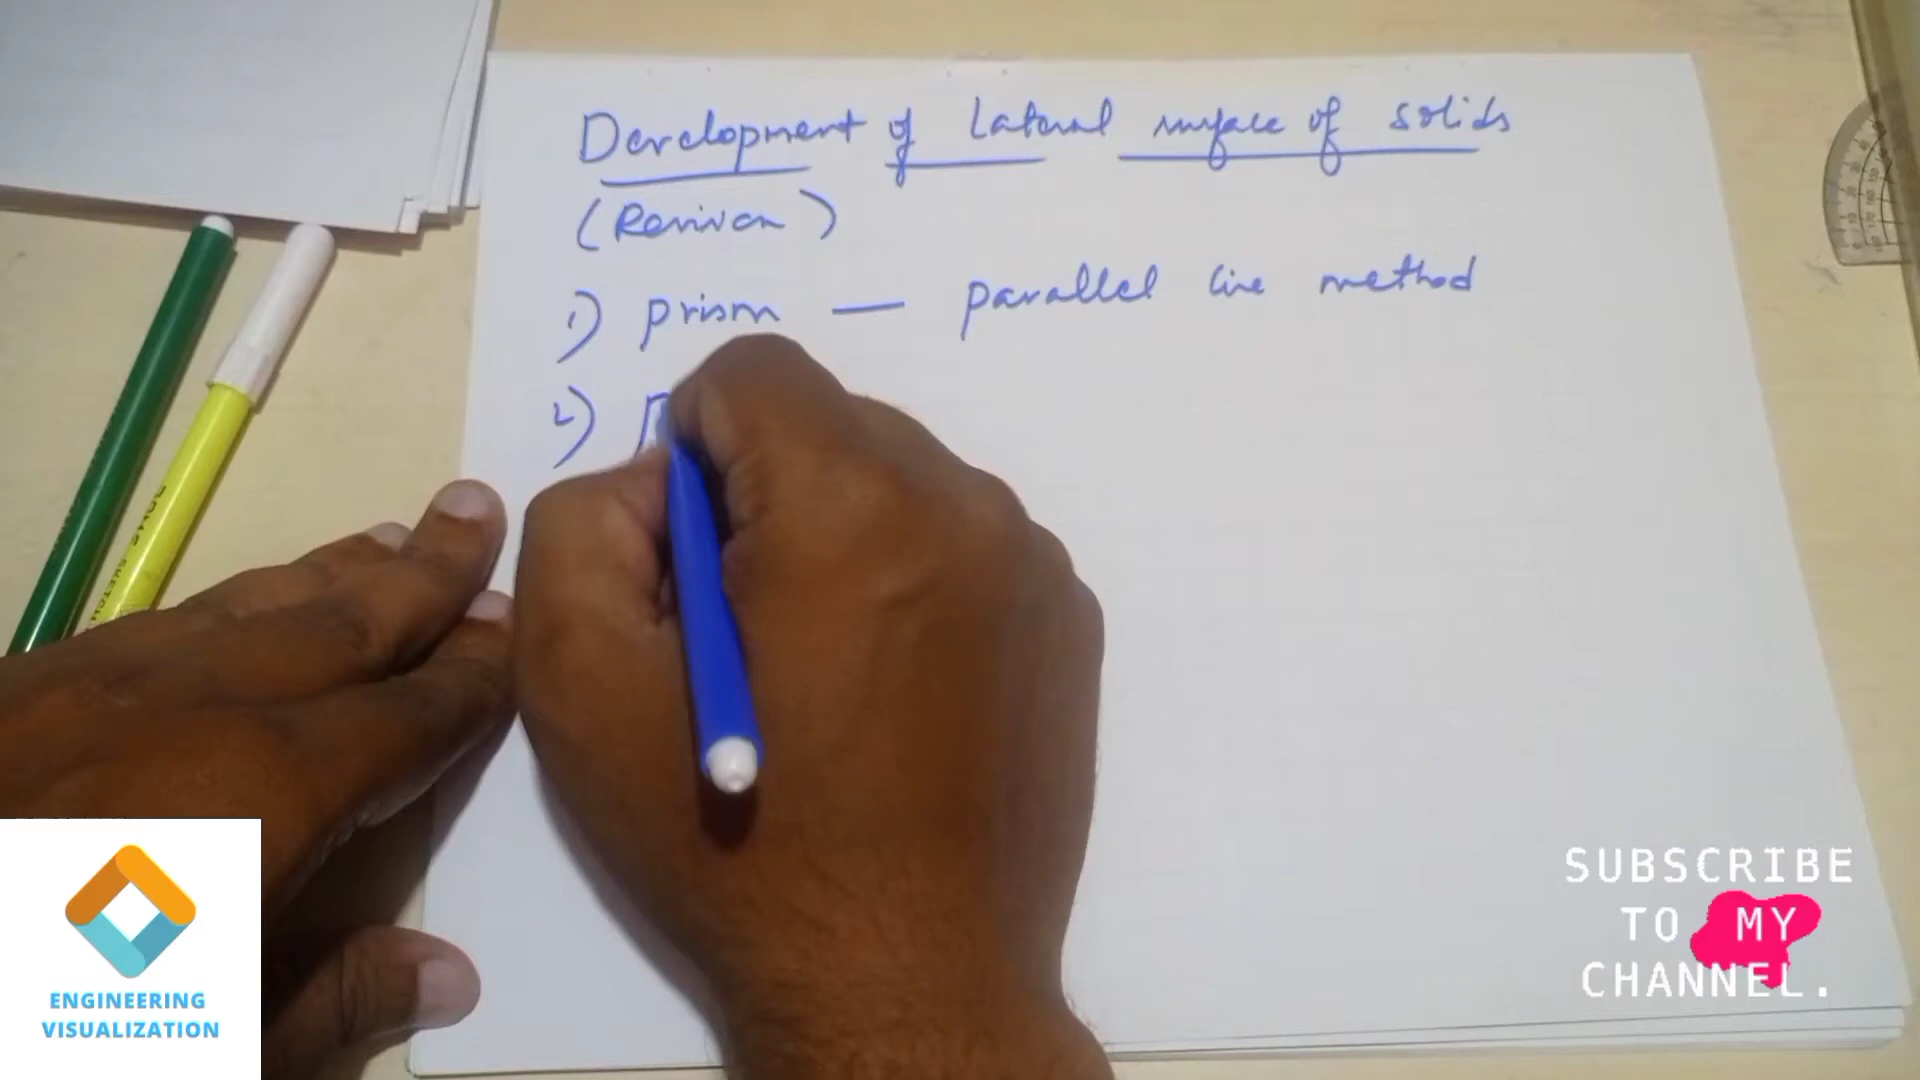 Development of Lateral surface of solids
(Revision)
1) prism — parallel line method
2) p
SUBSCRIBE
TO MY
CHANNEL.
ENGINEERING
VISUALIZATION